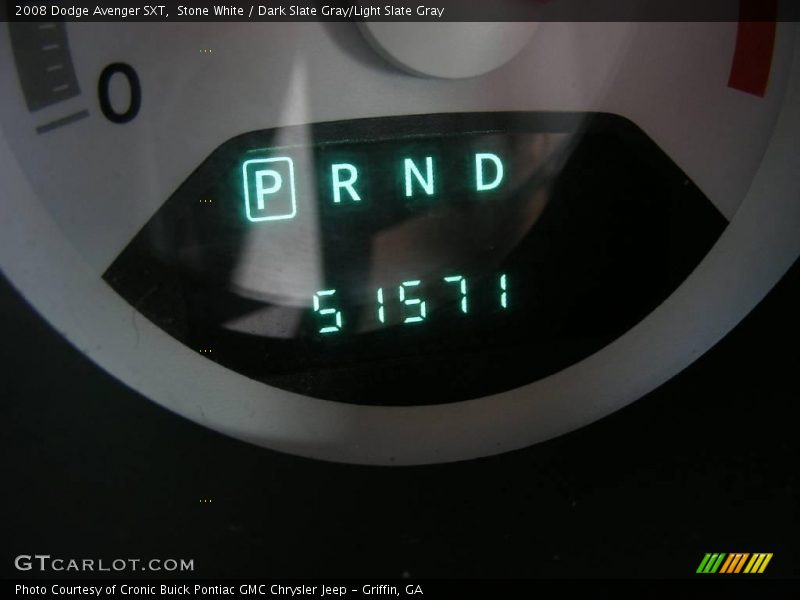 2008 Dodge Avenger SXT,  Stone White / Dark Slate Gray/Light Slate Gray
0
P R N D
51571
GTCARLOT.COM
Photo Courtesy of Cronic Buick Pontiac GMC Chrysler Jeep - Griffin, GA